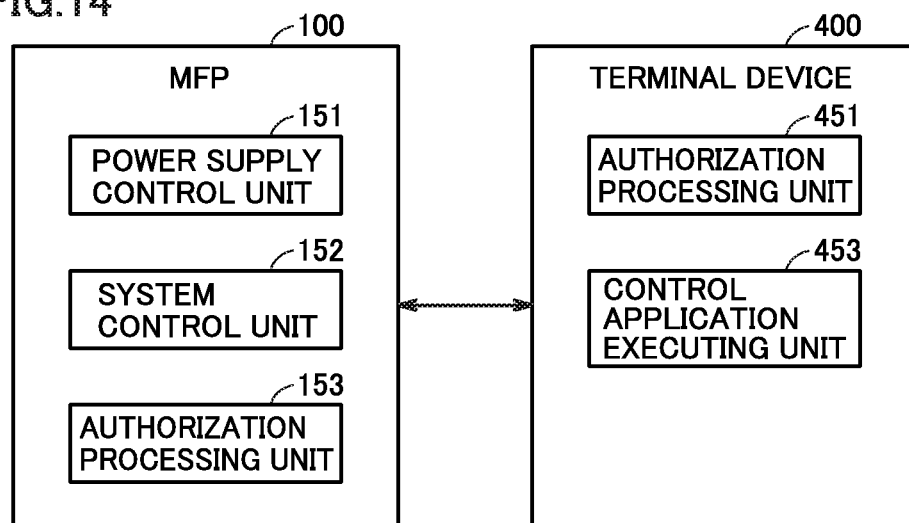 FIG.14
100
MFP
151
POWER SUPPLY
CONTROL UNIT
152
SYSTEM
CONTROL UNIT
153
AUTHORIZATION
PROCESSING UNIT
400
TERMINAL DEVICE
451
AUTHORIZATION
PROCESSING UNIT
453
CONTROL
APPLICATION
EXECUTING UNIT